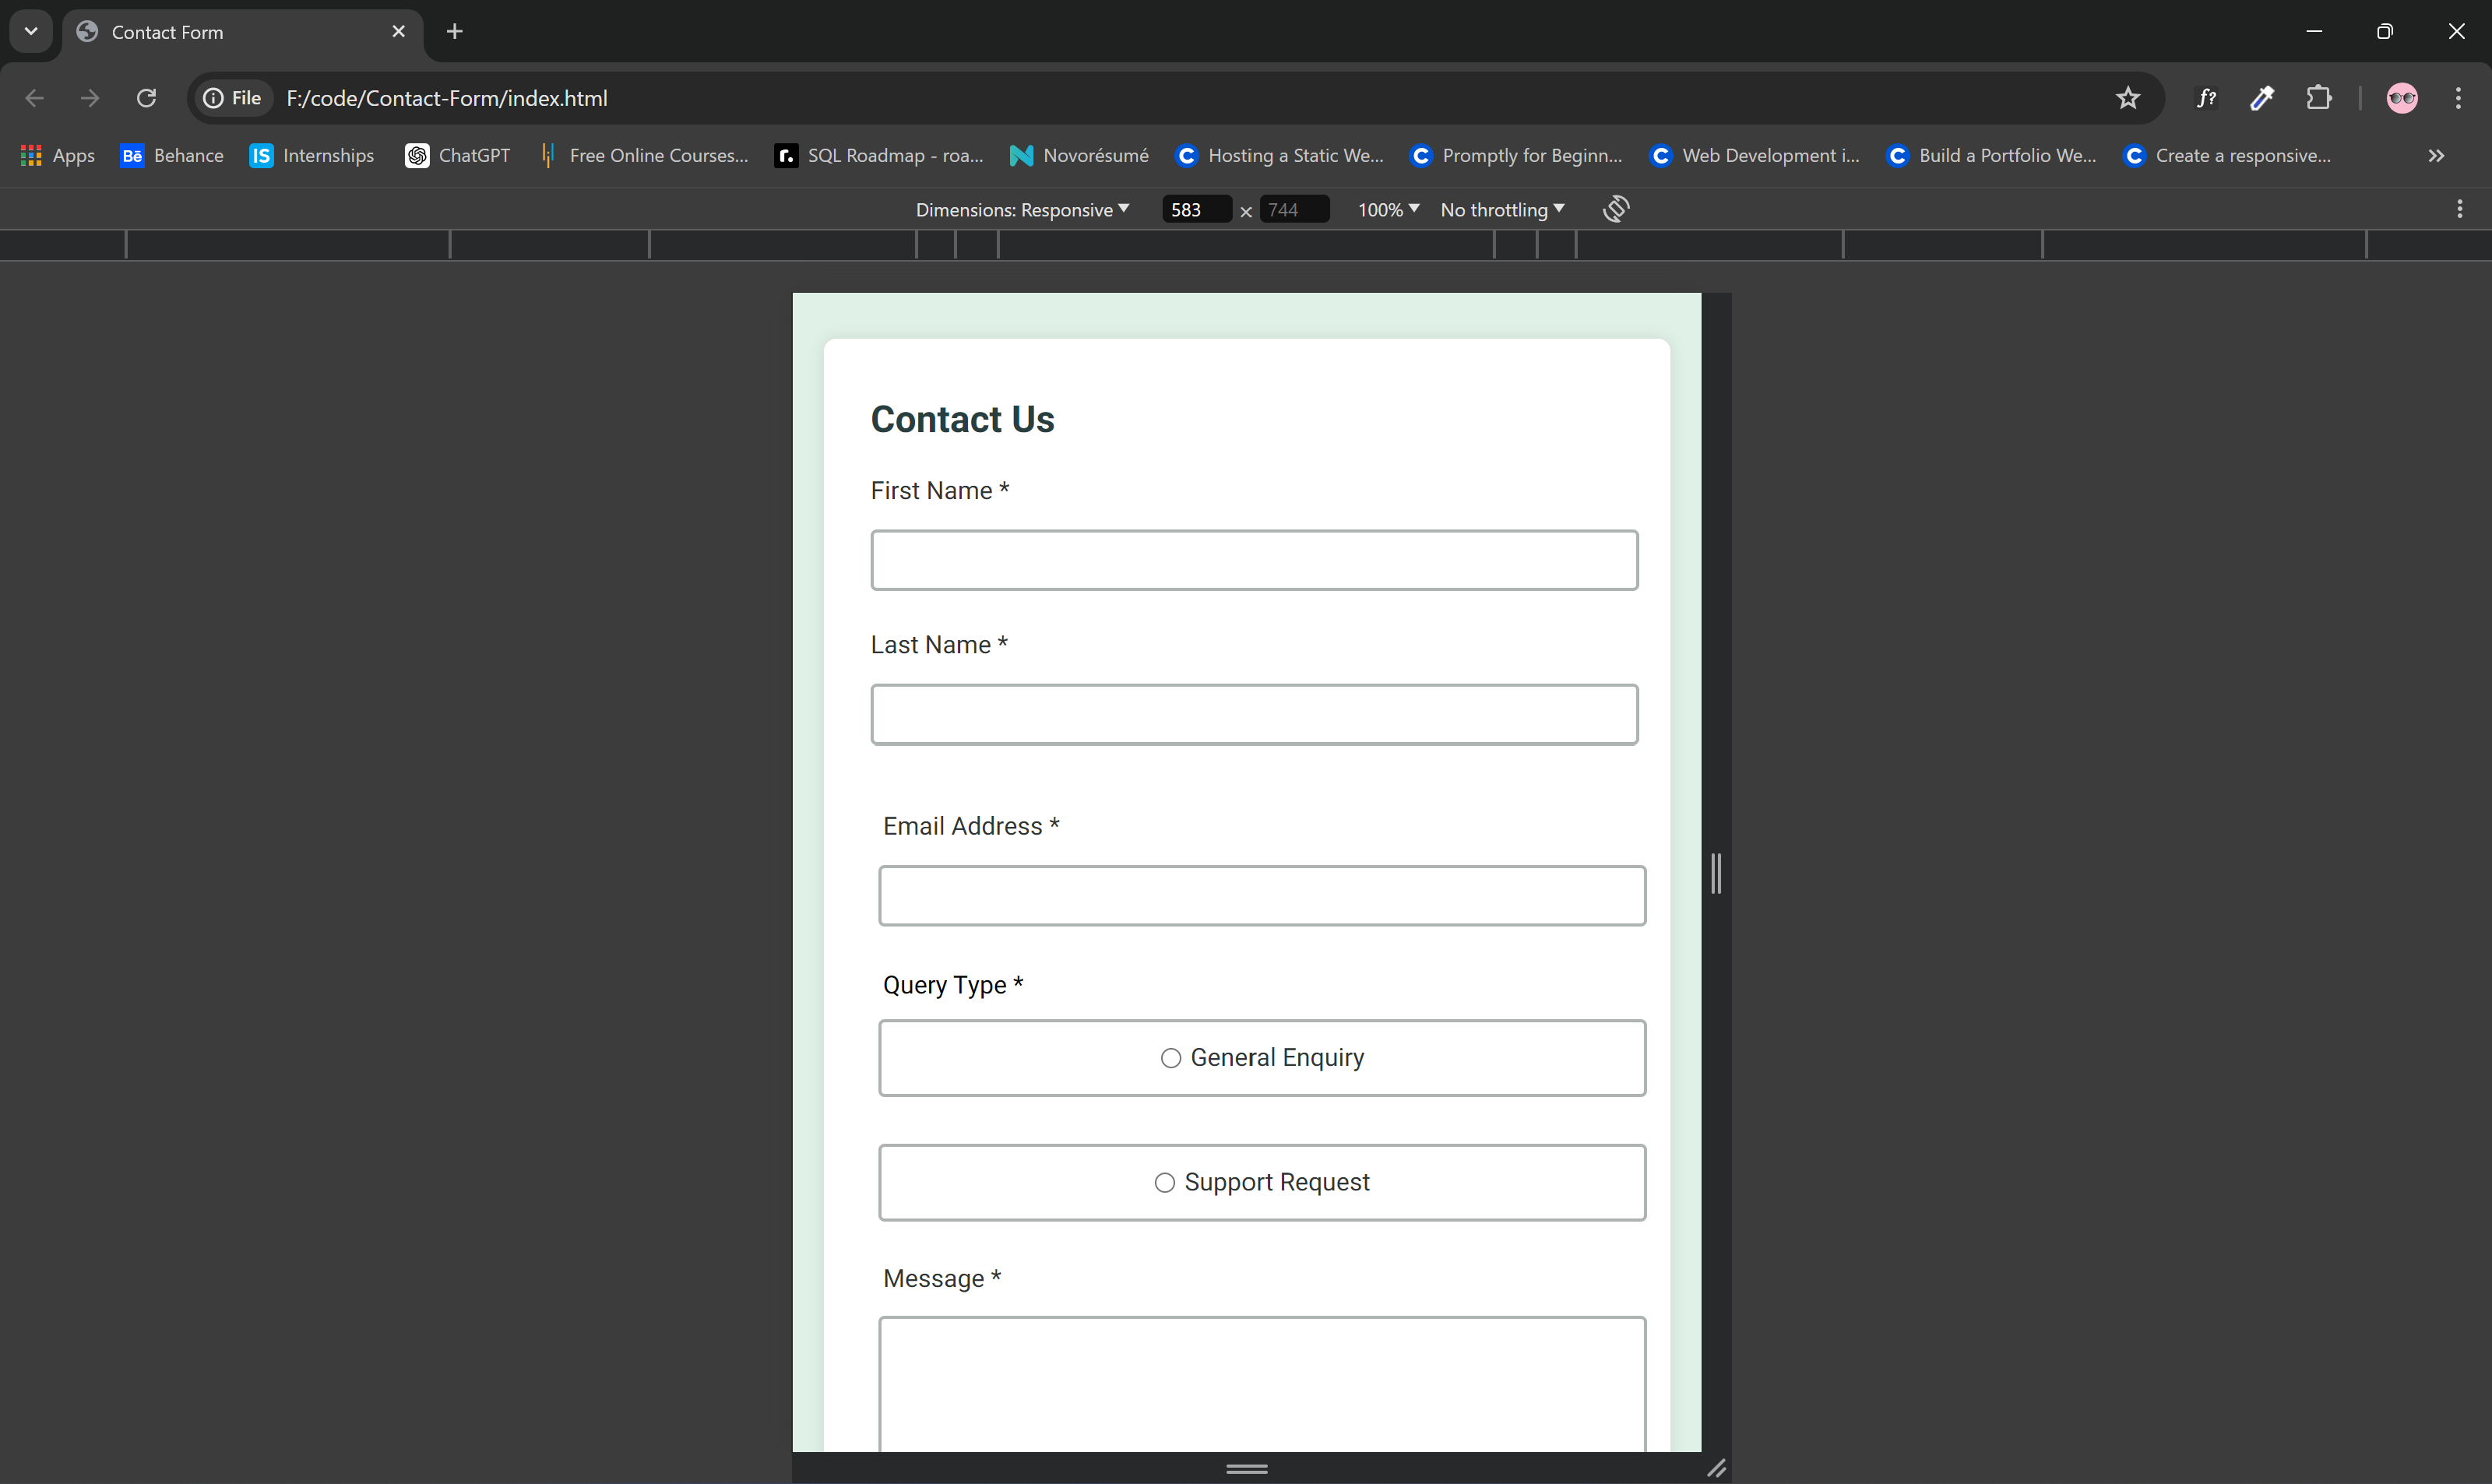 Contact Form
File F:/code/Contact-Form/index.html f?
Apps Bē Behance IS Internships ChatGPT Free Online Courses... r. SQL Roadmap - roa... Novorésumé C Hosting a Static We... C Promptly for Beginn... C Web Development i... C Build a Portfolio We... C Create a responsive...
Dimensions: Responsive 583 × 744 100% No throttling
Contact Us
First Name *
Last Name *
Email Address *
Query Type *
General Enquiry
Support Request
Message *